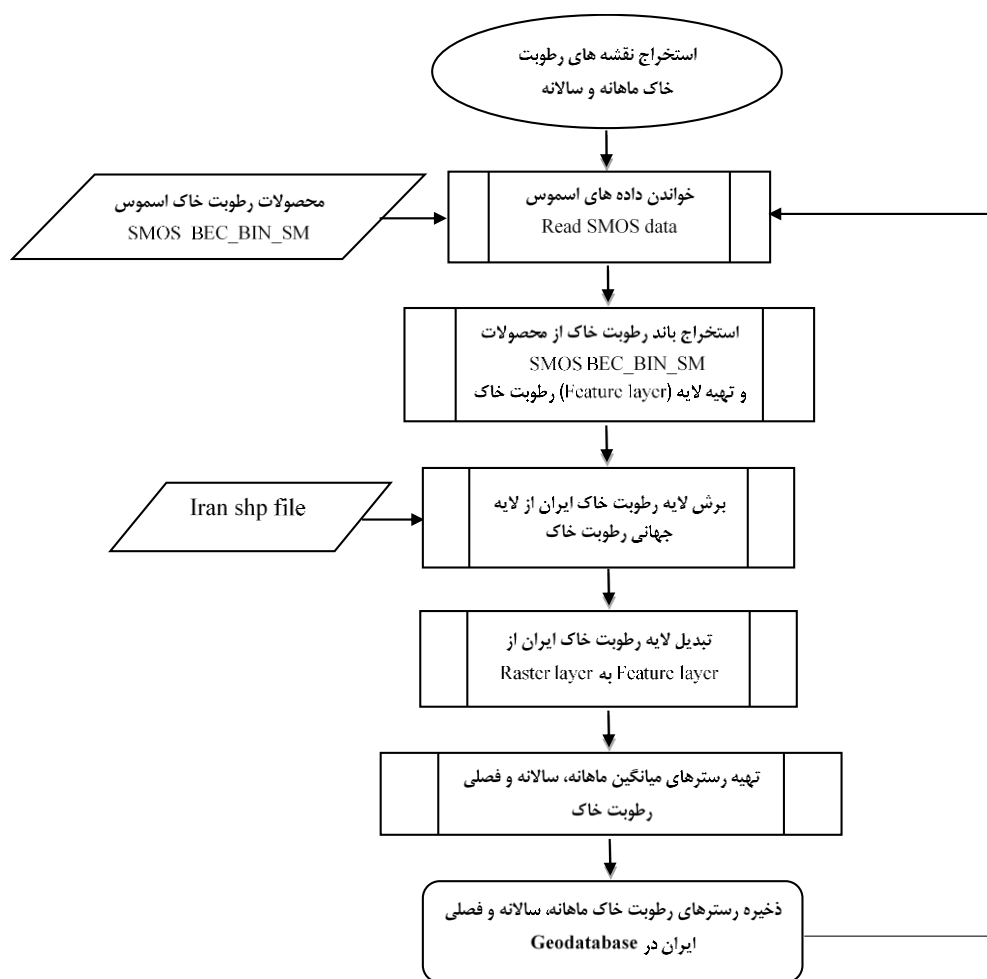 استخراج نقشه های رطوبت
خاک ماهانه و سالانه
خواندن داده های اسموس
Read SMOS data
محصولات رطوبت خاک اسموس
SMOS BEC_BIN_SM
استخراج باند رطوبت خاک از محصولات
SMOS BEC_BIN_SM
و تهیه لایه (Feature layer) رطوبت خاک
برش لایه رطوبت خاک ایران از لایه
جهانی رطوبت خاک
Iran shp file
تبدیل لایه رطوبت خاک ایران از
Feature layer به Raster layer
تهیه رسترهای میانگین ماهانه، سالانه و فصلی
رطوبت خاک
ذخیره رسترهای رطوبت خاک ماهانه، سالانه و فصلی
ایران در Geodatabase